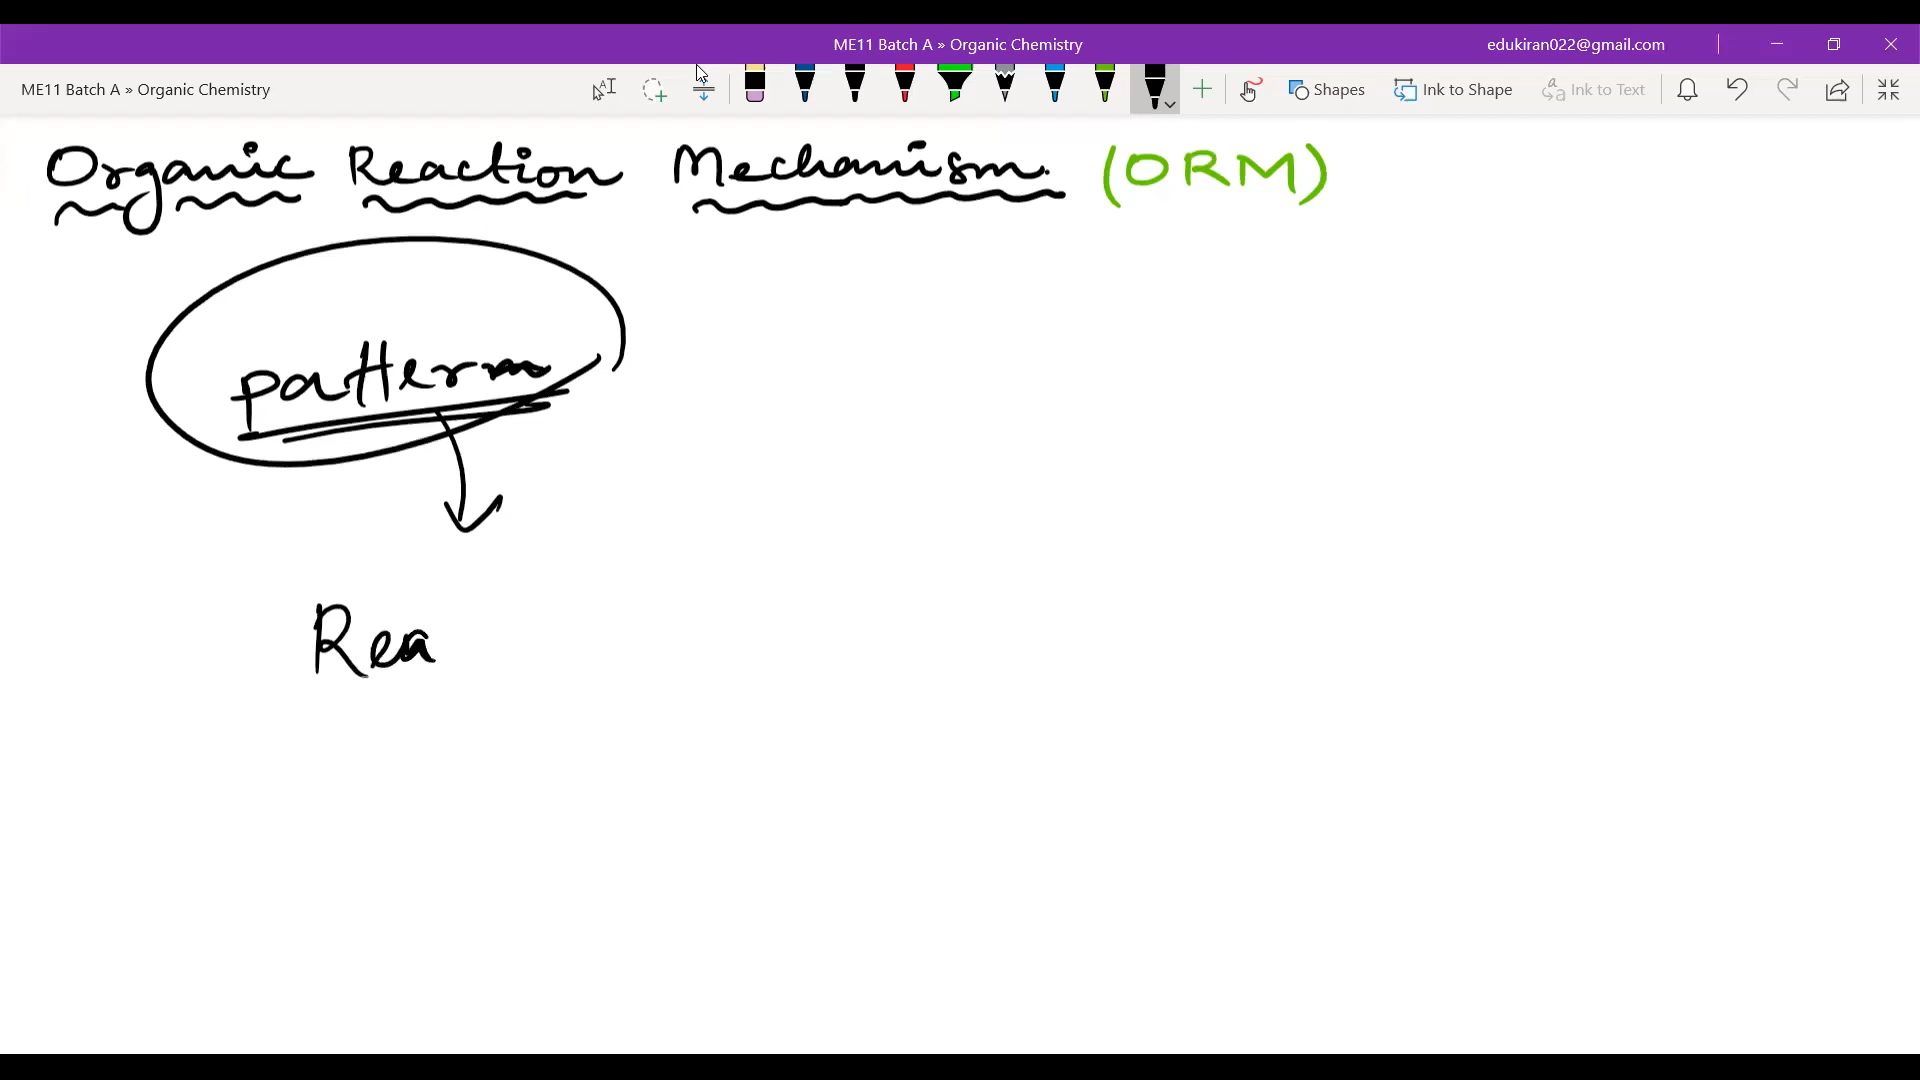 ME11 Batch A » Organic Chemistry
edukiran022@gmail.com
ME11 Batch A » Organic Chemistry
Shapes
Ink to Shape
Ink to Text
Organic Reaction Mechanism. (ORM)
pattern
Rea